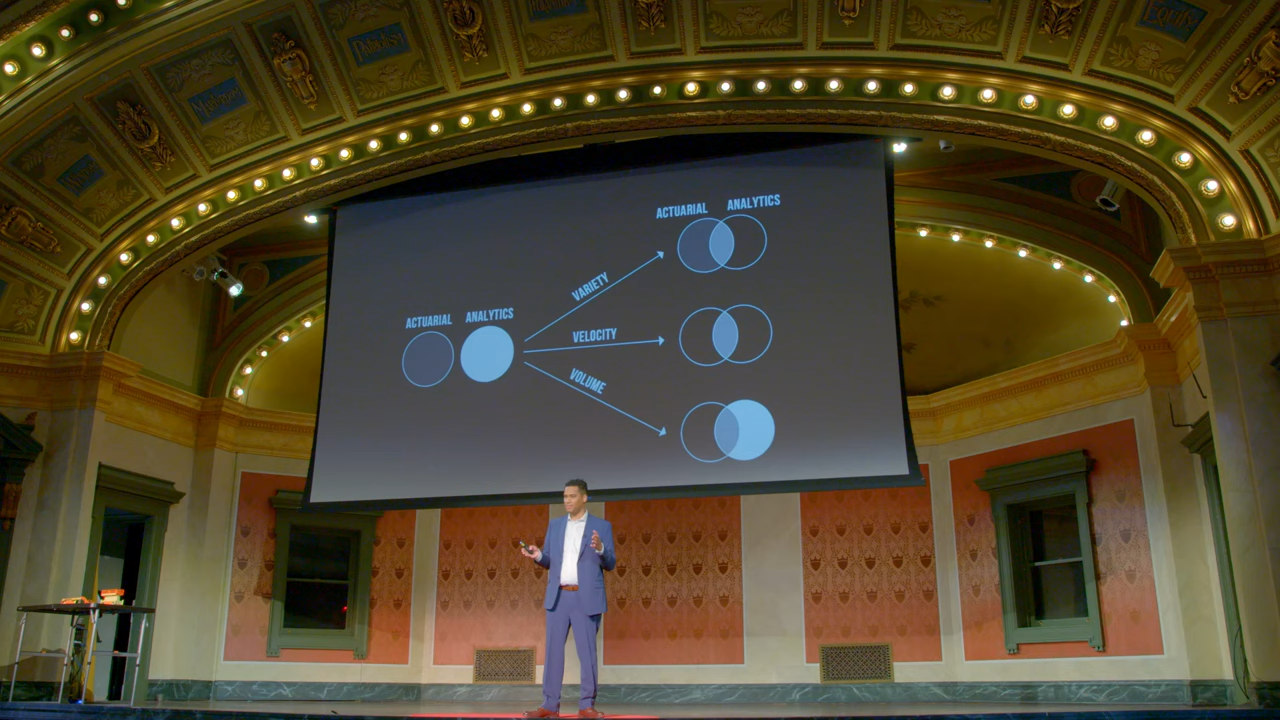 ACTUARIAL ANALYTICS
VARIETY
ACTUARIAL ANALYTICS
VELOCITY
VOLUME